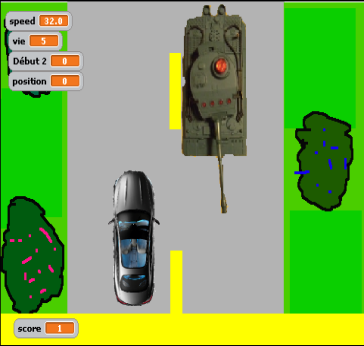 speed 32.0
vie 5
Début 2 0
position 0
score 1